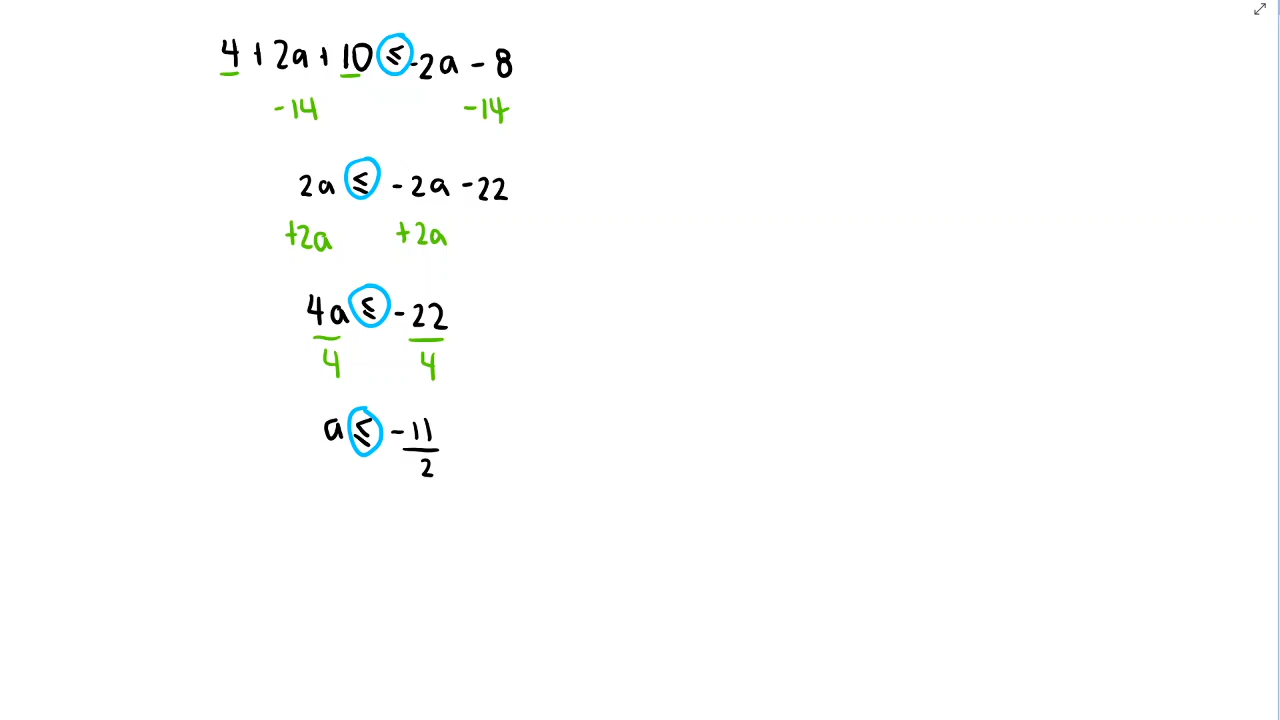 4 + 2a + 10 ≤ -2a - 8
-14 -14
2a ≤ -2a -22
+2a +2a
4a ≤ -22
4 4
a ≤ -11
2